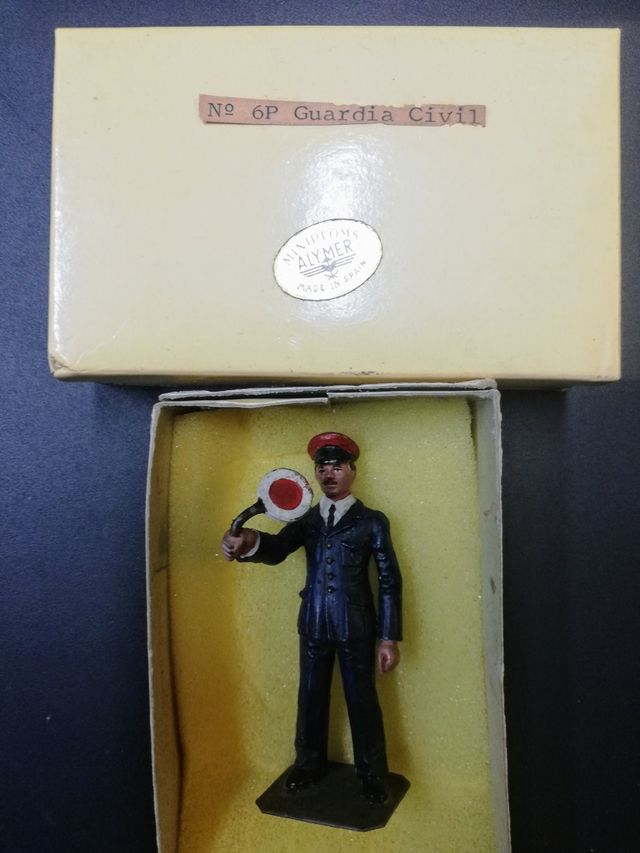 Nº 6P Guardia Civil
MINIPLOMS
ALYMER
MADE IN SPAIN